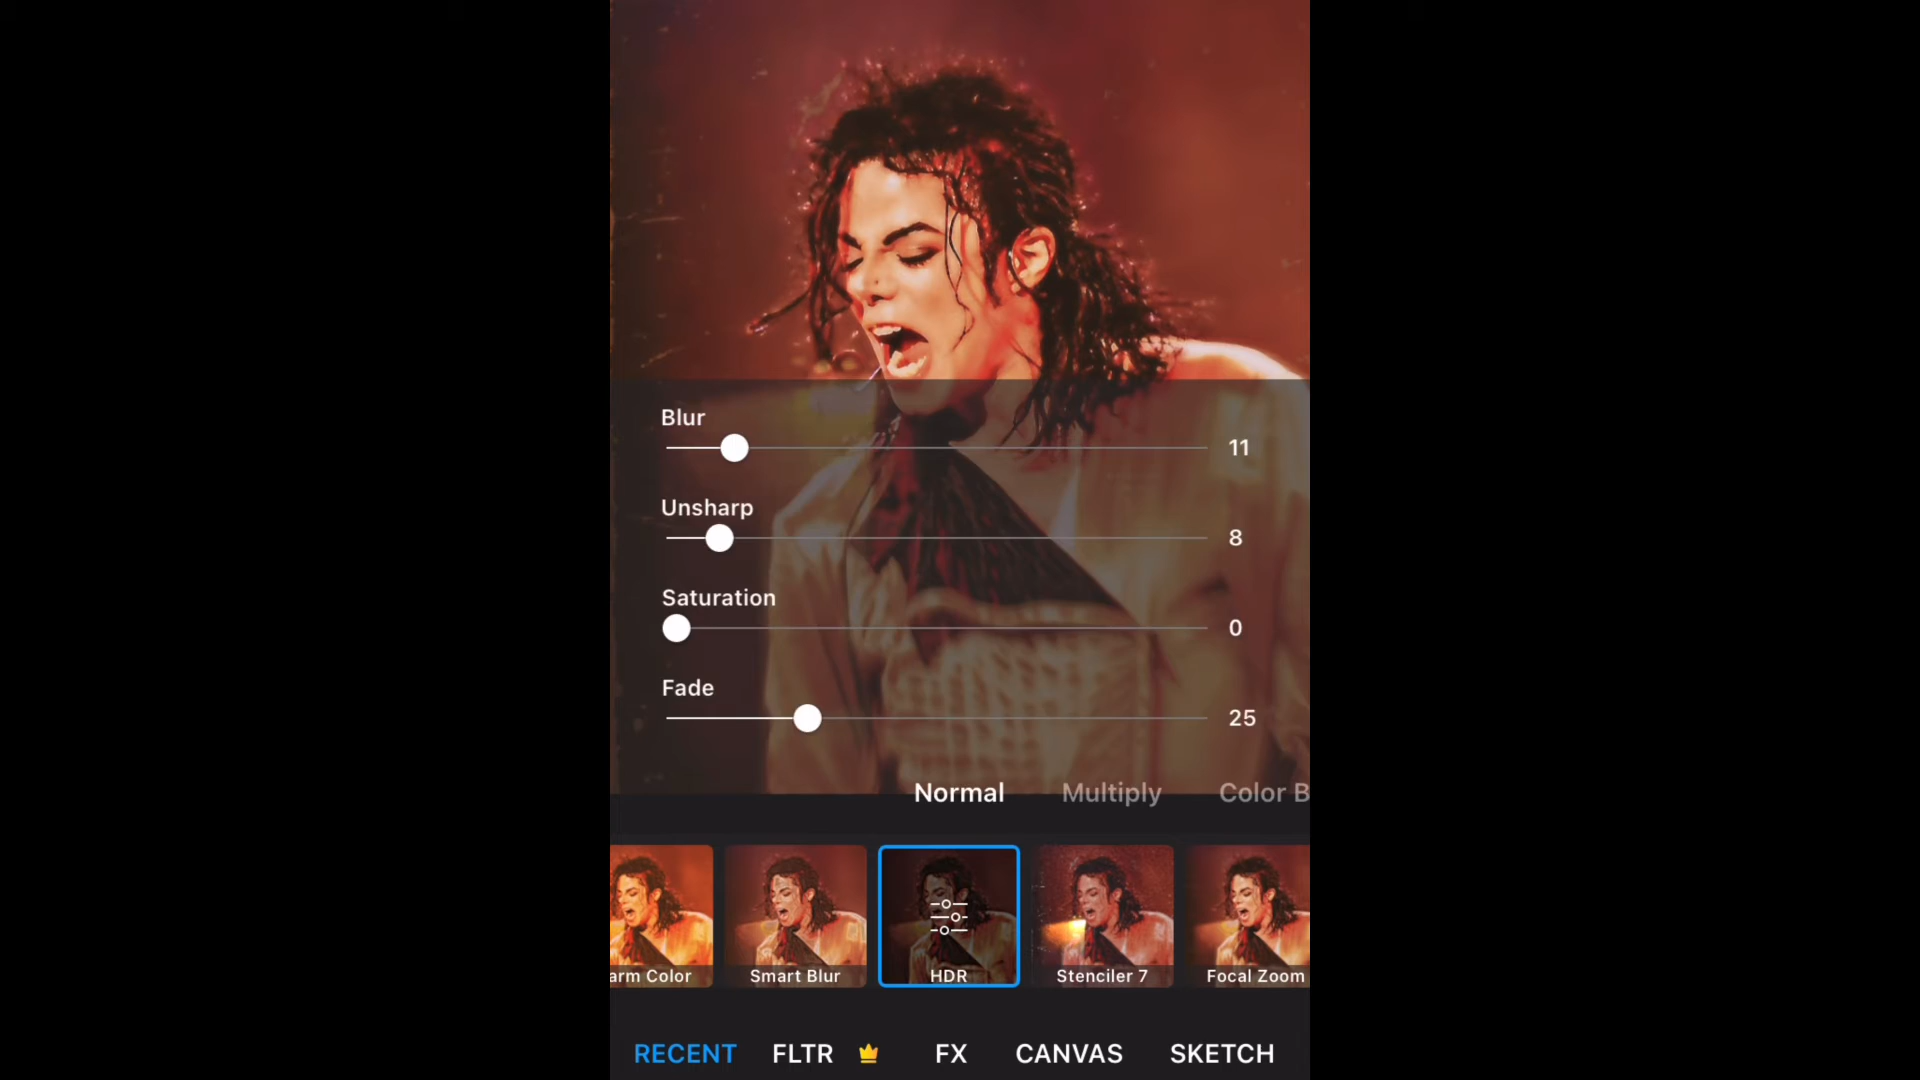 Blur
11
Unsharp
8
Saturation
0
Fade
25
Normal Multiply Color B
arm Color Smart Blur HDR Stenciler 7 Focal Zoom
RECENT FLTR FX CANVAS SKETCH